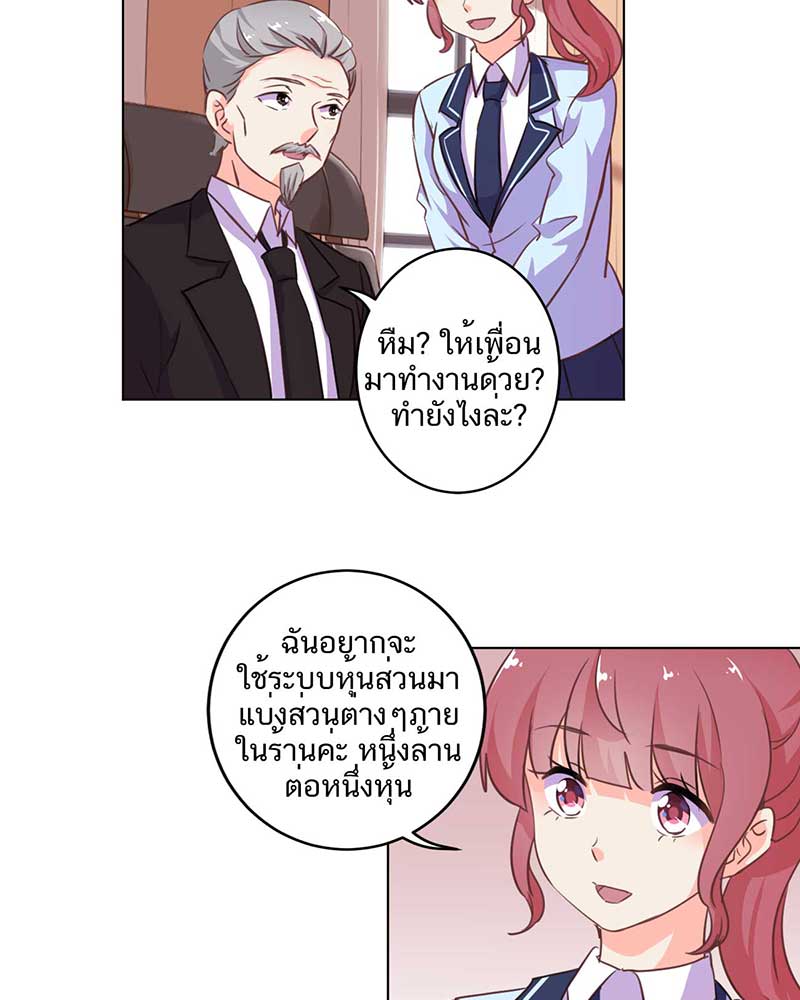 หืม? ให้เพื่อน
มาทำงานด้วย?
ทำยังไงล่ะ?
ฉันอยากจะ
ใช้ระบบหุ้นส่วนมา
แบ่งส่วนต่างๆภาย
ในร้านค่ะ หนึ่งล้าน
ต่อหนึ่งหุ้น